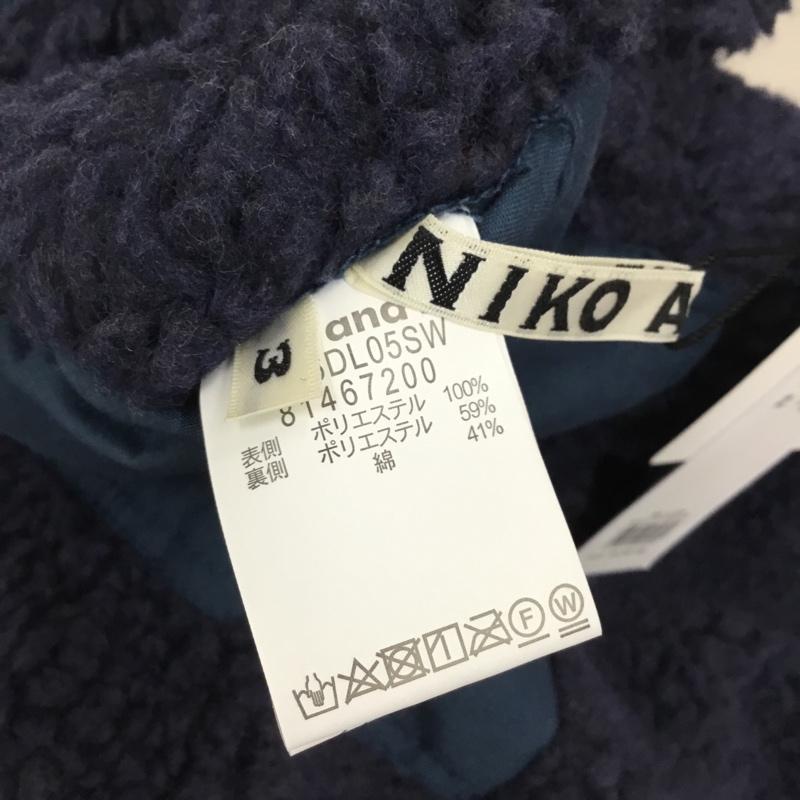 NIKO A
3
and
DL05SW
81467200
表側 ポリエステル 100%
裏側 ポリエステル 59%
綿 41%
F W